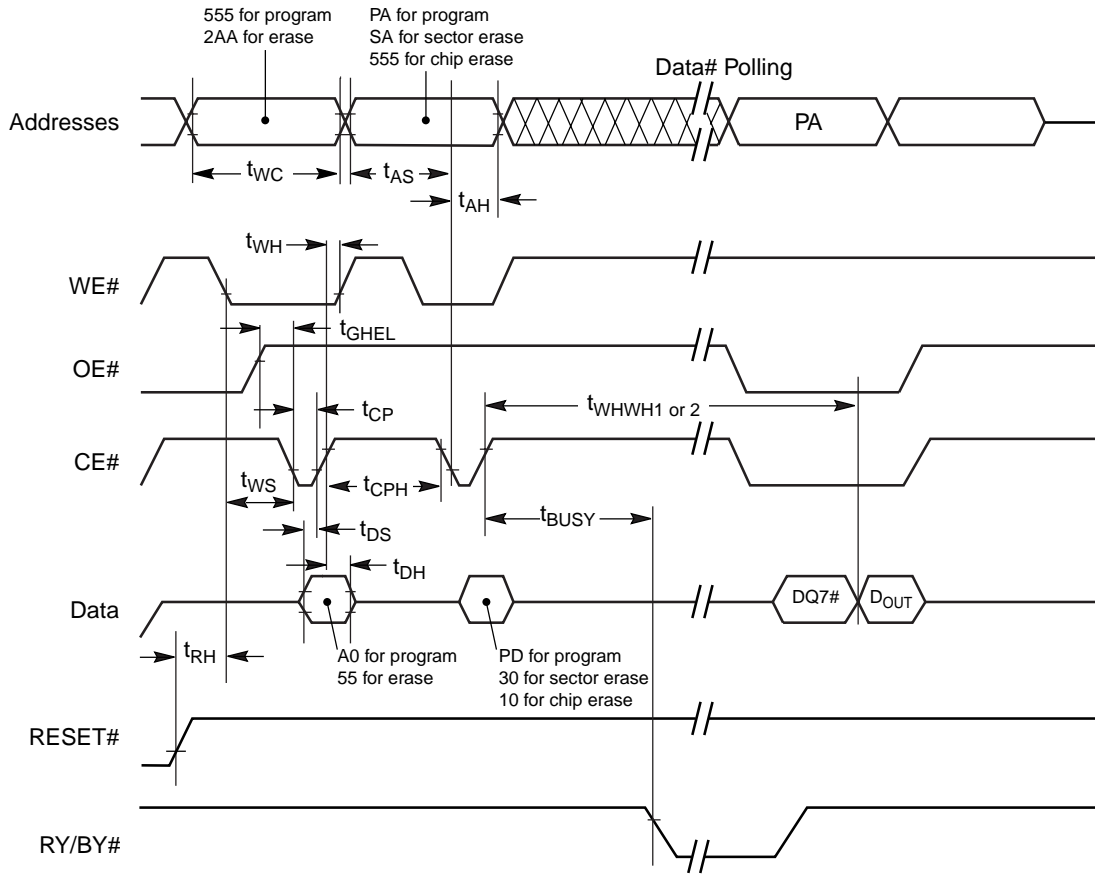 555 for program
2AA for erase
PA for program
SA for sector erase
555 for chip erase
Data# Polling
Addresses
PA
tWC
tAS
tAH
tWH
WE#
tGHEL
OE#
tWHWH1 or 2
tCP
CE#
tWS
tCPH
tBUSY
tDS
tDH
Data
DQ7#
DOUT
tRH
A0 for program
55 for erase
PD for program
30 for sector erase
10 for chip erase
RESET#
RY/BY#